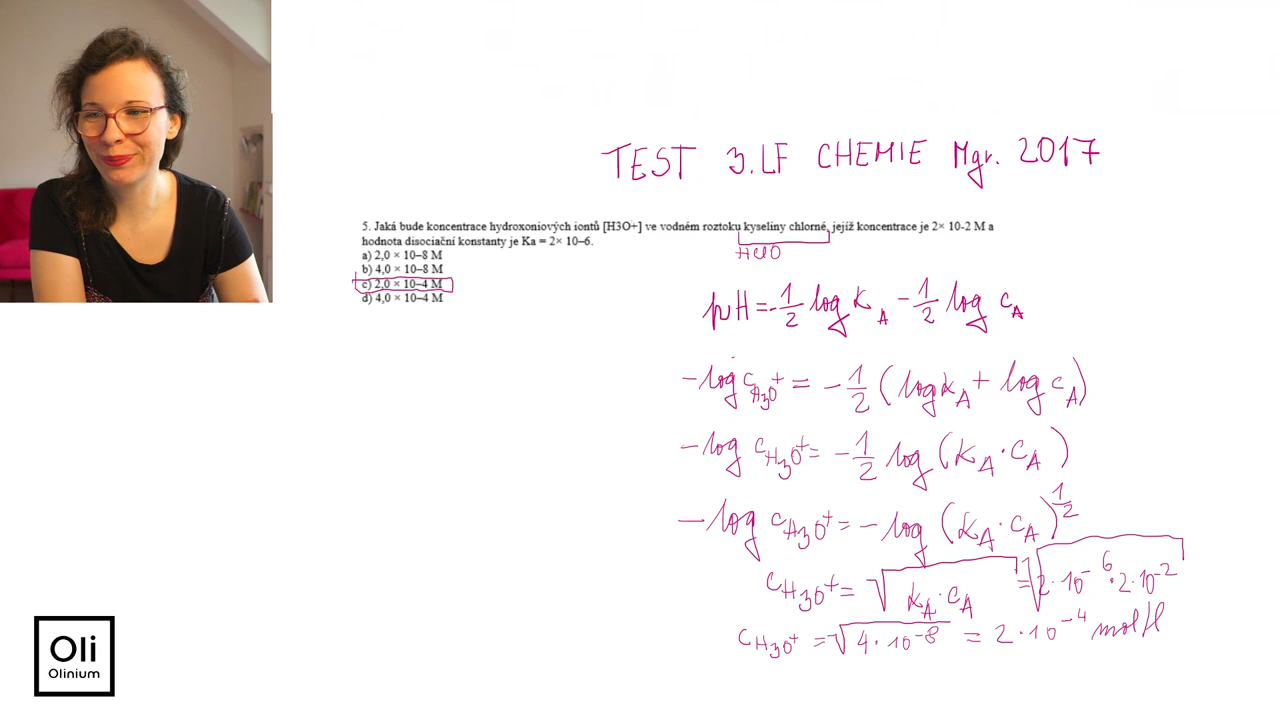 TEST 3.LF CHEMIE Mgr. 2017
5. Jaká bude koncentrace hydroxoniových iontů [H3O+] ve vodném roztoku kyseliny chlorné, jejíž koncentrace je 2× 10-2 M a
hodnota disociační konstanty je Ka = 2× 10–6.
HClO
a) 2,0 × 10–8 M
b) 4,0 × 10–8 M
c) 2,0 × 10–4 M
d) 4,0 × 10–4 M
pH = -1/2 log K_A - 1/2 log c_A
-log c_H3O+ = -1/2 (log K_A + log c_A)
-log c_H3O+ = -1/2 log (K_A · c_A)
-log c_H3O+ = -log (K_A · c_A)^1/2
c_H3O+ = √K_A · c_A = √2·10^-6 · 2·10^-2
c_H3O+ = √4·10^-8 = 2·10^-4 mol/l
Oli
Olinium